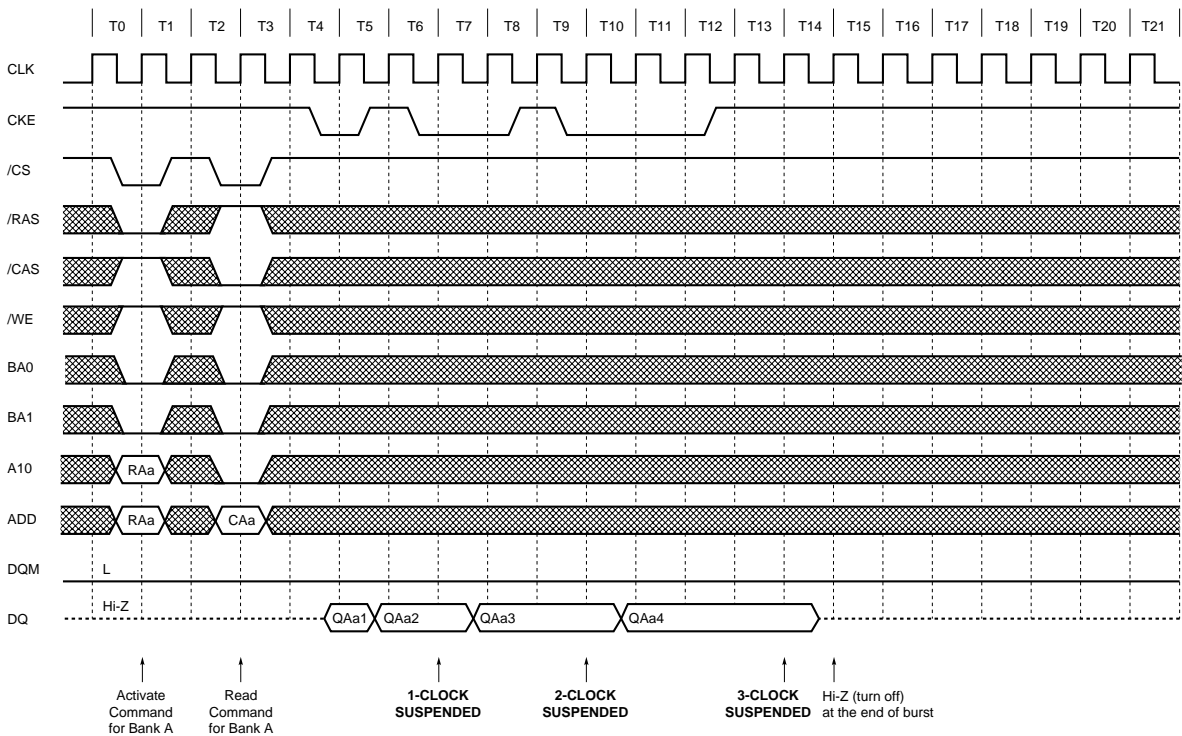 T0 T1 T2 T3 T4 T5 T6 T7 T8 T9 T10 T11 T12 T13 T14 T15 T16 T17 T18 T19 T20 T21
CLK
CKE
/CS
/RAS
/CAS
/WE
BA0
BA1
A10 RAa
ADD RAa CAa
DQM L
DQ Hi-Z QAa1 QAa2 QAa3 QAa4
Activate
Command
for Bank A
Read
Command
for Bank A
1-CLOCK
SUSPENDED
2-CLOCK
SUSPENDED
3-CLOCK
SUSPENDED
Hi-Z (turn off)
at the end of burst